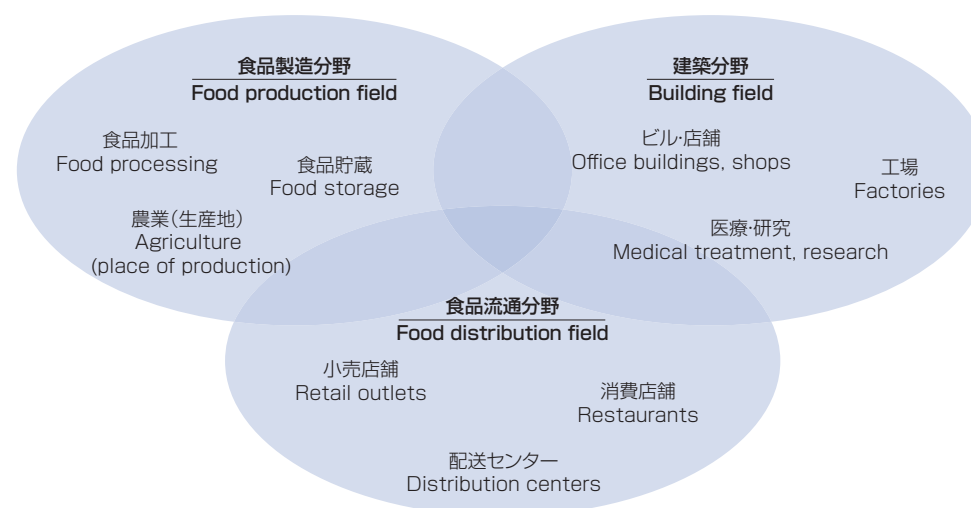 食品製造分野
Food production field
食品加工
Food processing
食品貯蔵
Food storage
農業(生産地)
Agriculture
(place of production)
建築分野
Building field
ビル・店舗
Office buildings, shops
工場
Factories
医療・研究
Medical treatment, research
食品流通分野
Food distribution field
小売店舗
Retail outlets
消費店舗
Restaurants
配送センター
Distribution centers